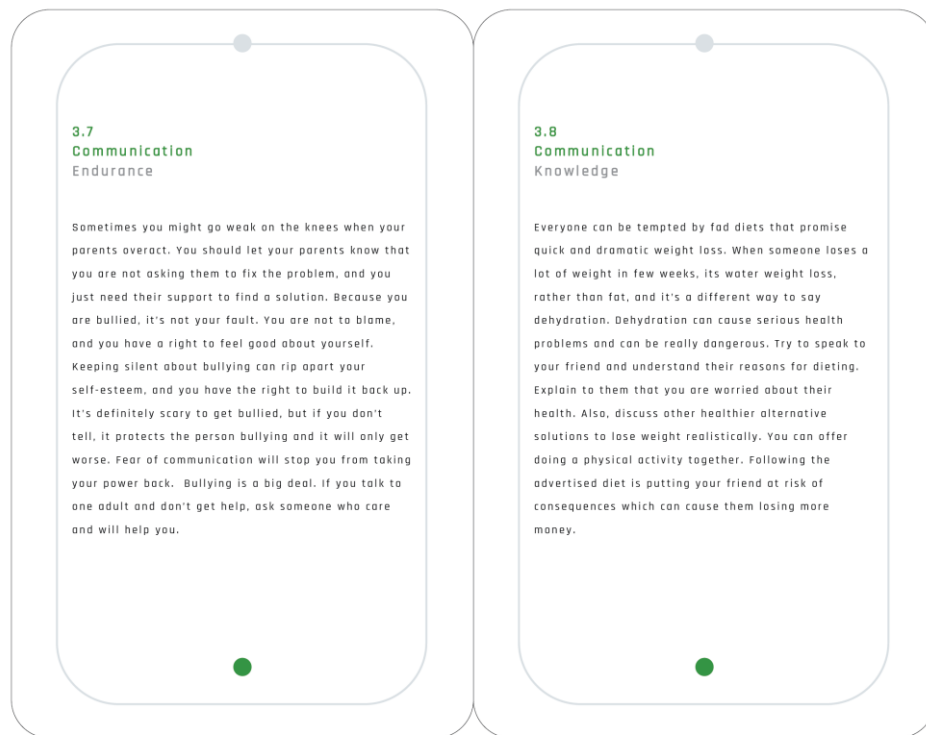 3.7
Communication
Endurance
Sometimes you might go weak on the knees when your
parents overact. You should let your parents know that
you are not asking them to fix the problem, and you
just need their support to find a solution. Because you
are bullied, it's not your fault. You are not to blame,
and you have a right to feel good about yourself.
Keeping silent about bullying can rip apart your
self-esteem, and you have the right to build it back up.
It's definitely scary to get bullied, but if you don't
tell, it protects the person bullying and it will only get
worse. Fear of communication will stop you from taking
your power back.  Bullying is a big deal. If you talk to
one adult and don't get help, ask someone who care
and will help you.
3.8
Communication
Knowledge
Everyone can be tempted by fad diets that promise
quick and dramatic weight loss. When someone loses a
lot of weight in few weeks, its water weight loss,
rather than fat, and it's a different way to say
dehydration. Dehydration can cause serious health
problems and can be really dangerous. Try to speak to
your friend and understand their reasons for dieting.
Explain to them that you are worried about their
health. Also, discuss other healthier alternative
solutions to lose weight realistically. You can offer
doing a physical activity together. Following the
advertised diet is putting your friend at risk of
consequences which can cause them losing more
money.